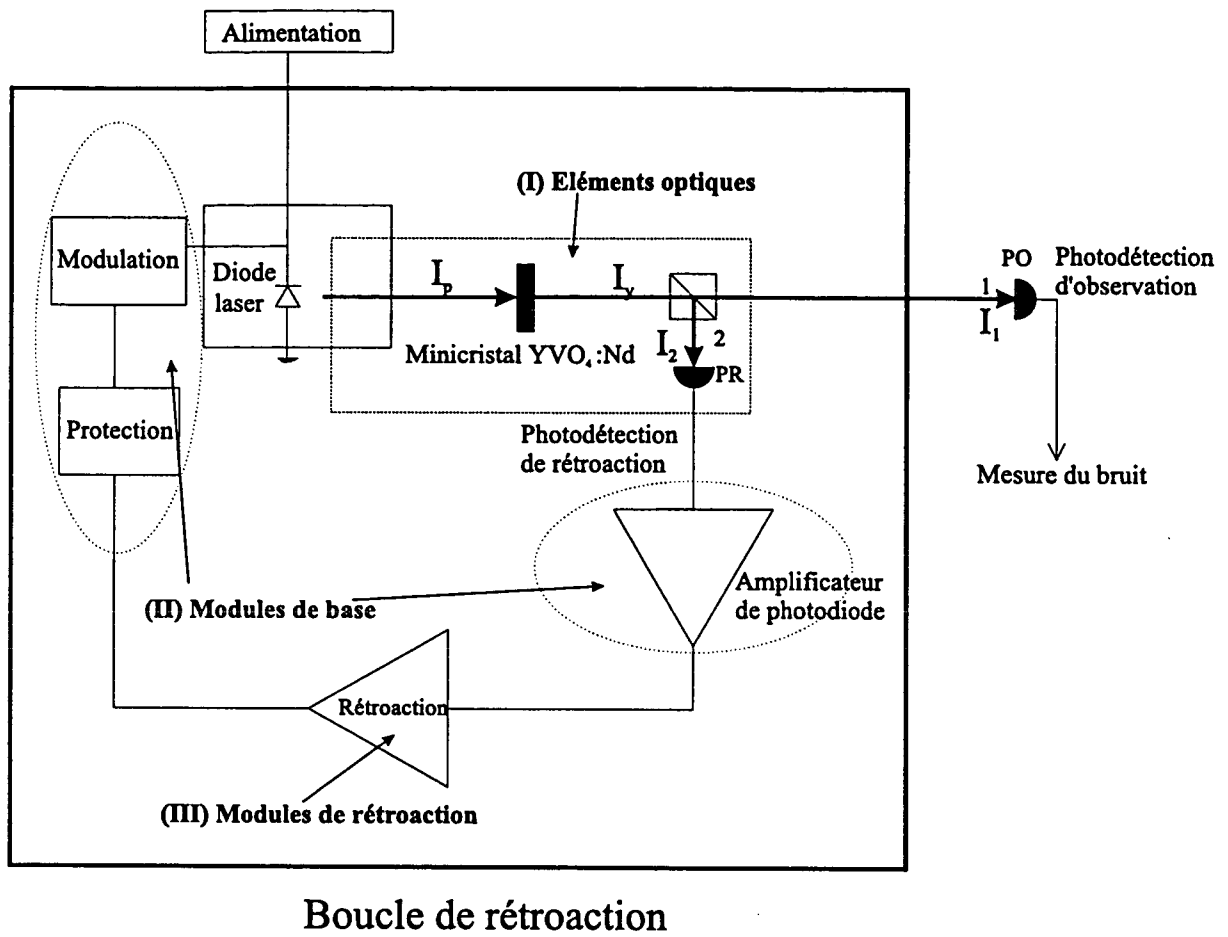 Alimentation
(I) Eléments optiques
Modulation
Diode
laser
I_p
I_y
PO
Photodétection
d'observation
1
I_1
Minicristal YVO_4 :Nd
I_2
2
PR
Protection
Photodétection
de rétroaction
Mesure du bruit
(II) Modules de base
Amplificateur
de photodiode
Rétroaction
(III) Modules de rétroaction
Boucle de rétroaction